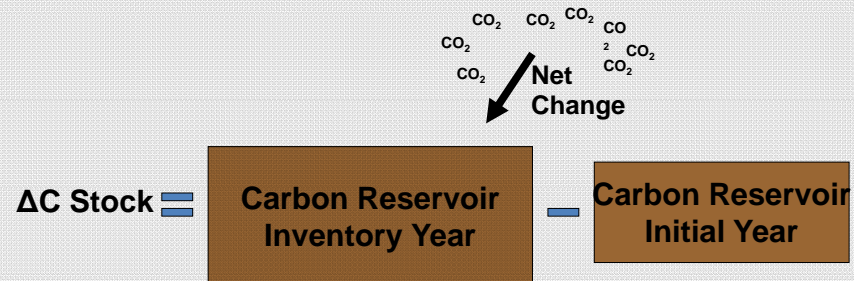 CO₂
CO₂
CO₂
CO₂
CO
₂
CO₂
CO₂
CO₂
Net
Change
ΔC Stock =
Carbon Reservoir
Inventory Year
–
Carbon Reservoir
Initial Year